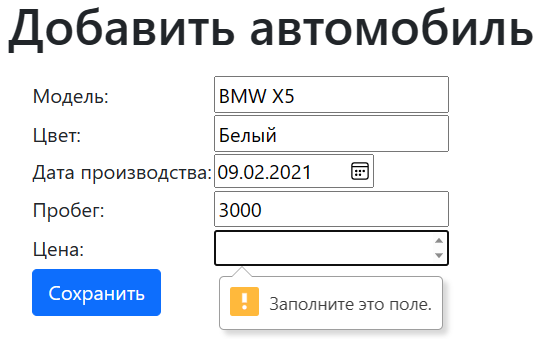 Добавить автомобиль
Модель: BMW X5
Цвет: Белый
Дата производства: 09.02.2021
Пробег: 3000
Цена:
Сохранить
Заполните это поле.